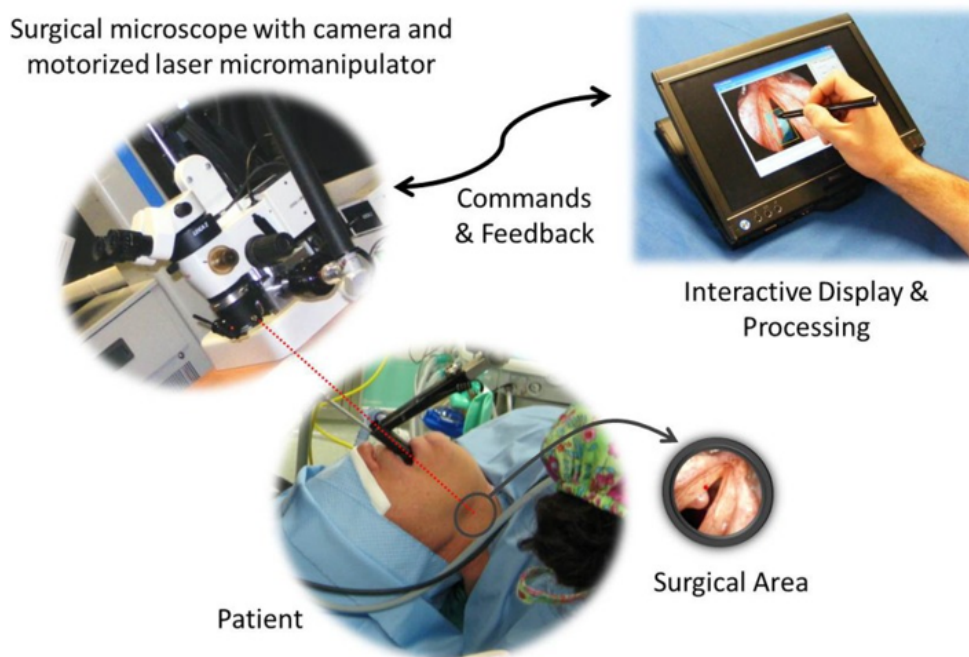 Surgical microscope with camera and
motorized laser micromanipulator
Commands
& Feedback
Interactive Display &
Processing
Surgical Area
Patient